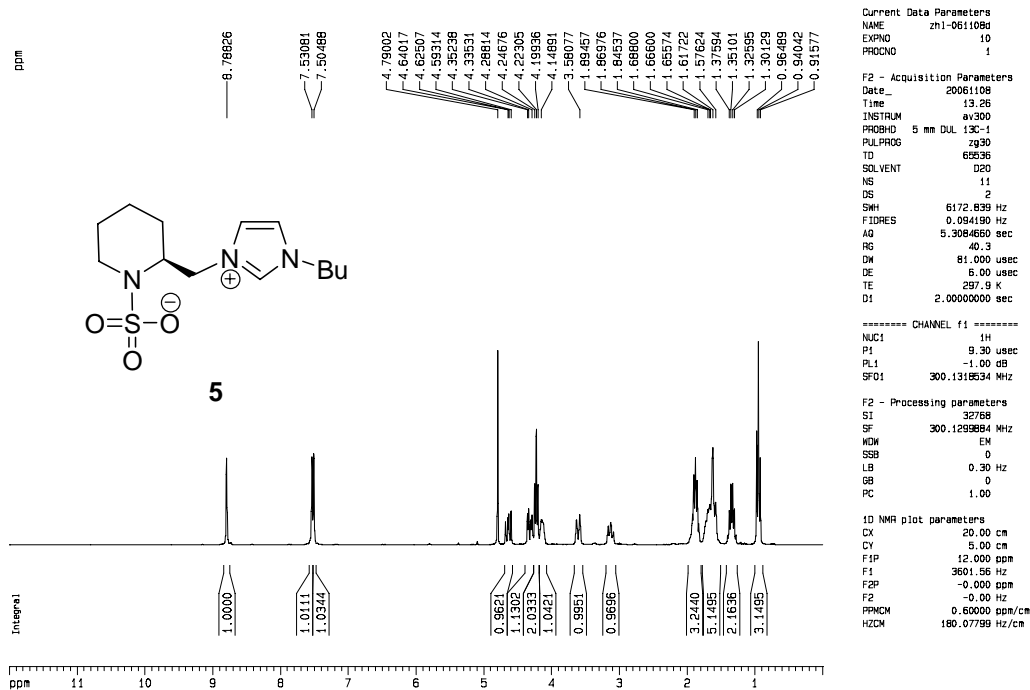 ppm
8.78826
7.53081
7.50488
4.79002
4.64017
4.62507
4.59314
4.35238
4.33531
4.28814
4.24676
4.22305
4.19936
4.14891
3.58077
1.89457
1.86976
1.84537
1.68800
1.66600
1.65574
1.61722
1.57624
1.37594
1.35101
1.32595
1.30129
0.96489
0.94042
0.91577
N
N
⊕
Bu
N
⊖
O=S-O
O
5
Integral
1.0000
1.0111
1.0344
0.9621
1.1302
2.0333
1.0421
0.9951
0.9696
3.2440
5.1495
2.1636
3.1495
ppm 11 10 9 8 7 6 5 4 3 2 1
Current Data Parameters
NAME zhl-061108d
EXPNO 10
PROCNO 1
F2 - Acquisition Parameters
Date_ 20061108
Time 13.26
INSTRUM av300
PROBHD 5 mm DUL 13C-1
PULPROG zg30
TD 65536
SOLVENT D2O
NS 11
DS 2
SWH 6172.839 Hz
FIDRES 0.094190 Hz
AQ 5.3084660 sec
RG 40.3
DW 81.000 usec
DE 6.00 usec
TE 297.9 K
D1 2.00000000 sec
======== CHANNEL f1 ========
NUC1 1H
P1 9.30 usec
PL1 -1.00 dB
SFO1 300.1318534 MHz
F2 - Processing parameters
SI 32768
SF 300.1299884 MHz
WDW EM
SSB 0
LB 0.30 Hz
GB 0
PC 1.00
1D NMR plot parameters
CX 20.00 cm
CY 5.00 cm
F1P 12.000 ppm
F1 3601.56 Hz
F2P -0.000 ppm
F2 -0.00 Hz
PPMCM 0.60000 ppm/cm
HZCM 180.07799 Hz/cm